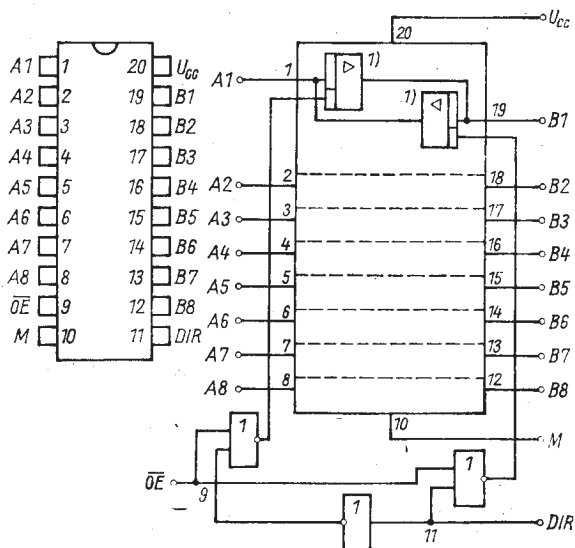 A1 1 20 Ucc
A2 2 19 B1
A3 3 18 B2
A4 4 17 B3
A5 5 16 B4
A6 6 15 B5
A7 7 14 B6
A8 8 13 B7
OE 9 12 B8
M 10 11 DIR
Ucc
20
A1 1 ▷ 1)
1) ◁ 19 B1
A2 2 18 B2
A3 3 17 B3
A4 4 16 B4
A5 5 15 B5
A6 6 14 B6
A7 7 13 B7
A8 8 12 B8
10 M
1
1
OE 9
1
11 DIR